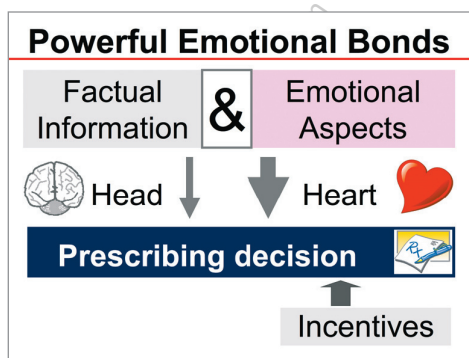 Powerful Emotional Bonds
Factual
Information
&
Emotional
Aspects
Head
Heart
Prescribing decision
Rx
Incentives